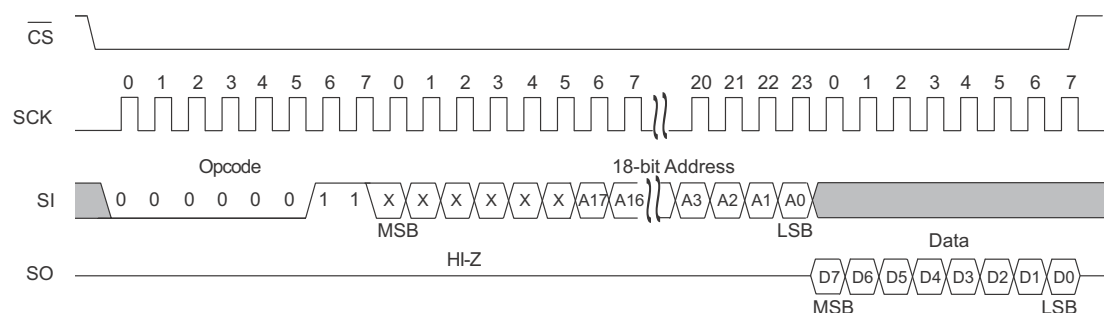 CS
0 1 2 3 4 5 6 7 0 1 2 3 4 5 6 7 20 21 22 23 0 1 2 3 4 5 6 7
SCK
Opcode 18-bit Address
SI 0 0 0 0 0 0 1 1 X X X X X X A17 A16 A3 A2 A1 A0
MSB LSB Data
HI-Z
SO D7 D6 D5 D4 D3 D2 D1 D0
MSB LSB